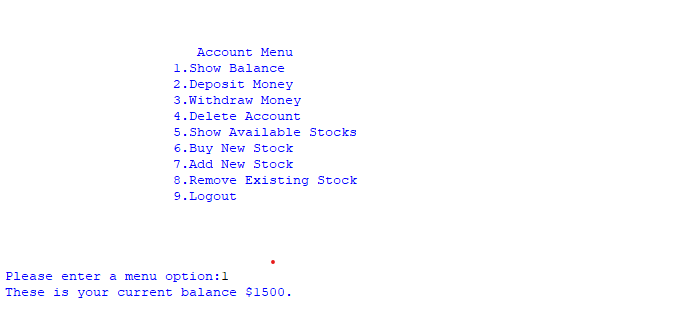 Account Menu
1.Show Balance
2.Deposit Money
3.Withdraw Money
4.Delete Account
5.Show Available Stocks
6.Buy New Stock
7.Add New Stock
8.Remove Existing Stock
9.Logout
Please enter a menu option:1
These is your current balance $1500.